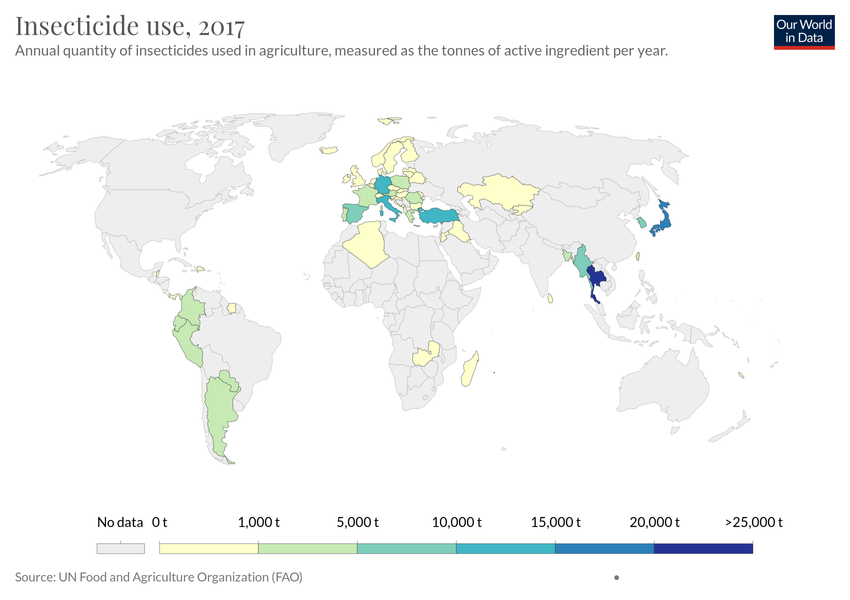 Insecticide use, 2017
Annual quantity of insecticides used in agriculture, measured as the tonnes of active ingredient per year.
Our World
in Data
No data 0 t 1,000 t 5,000 t 10,000 t 15,000 t 20,000 t >25,000 t
Source: UN Food and Agriculture Organization (FAO)